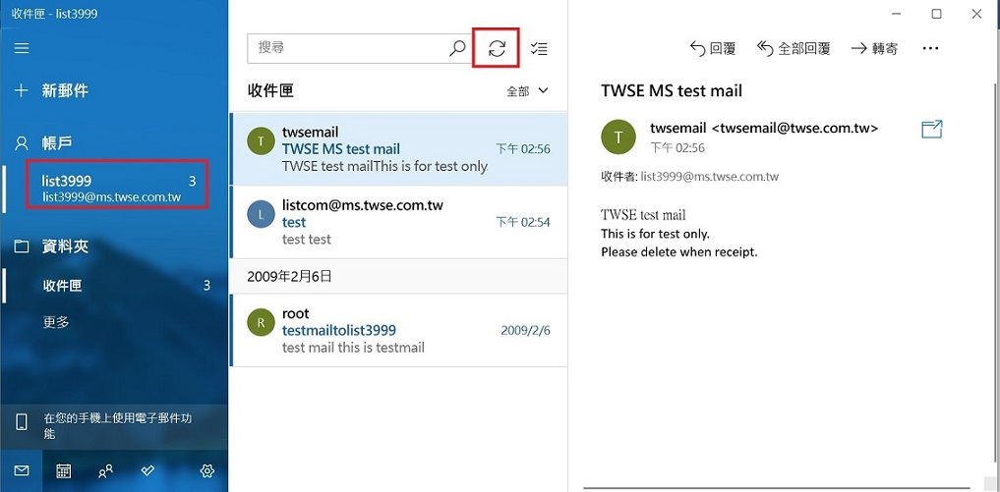 收件匣 - list3999
新郵件
帳戶
list3999 3
list3999@ms.twse.com.tw
資料夾
收件匣 3
更多
在您的手機上使用電子郵件功
能
搜尋
收件匣 全部
T twsemail
TWSE MS test mail 下午 02:56
TWSE test mailThis is for test only
L listcom@ms.twse.com.tw
test 下午 02:54
test test
2009年2月6日
R root
testmailtolist3999 2009/2/6
test mail this is testmail
回覆 全部回覆 轉寄
TWSE MS test mail
T twsemail <twsemail@twse.com.tw>
下午 02:56
收件者: list3999@ms.twse.com.tw
TWSE test mail
This is for test only.
Please delete when receipt.